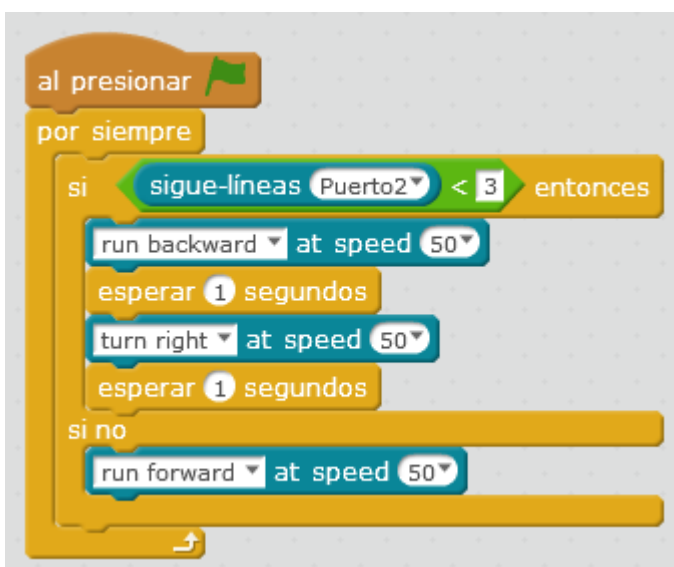 al presionar
por siempre
si sigue-líneas Puerto2 < 3 entonces
run backward at speed 50
esperar 1 segundos
turn right at speed 50
esperar 1 segundos
si no
run forward at speed 50